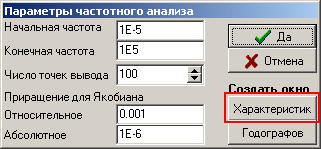 Параметры частотного анализа
Начальная частота 1E-5
Да
Конечная частота 1E5
Отмена
Число точек вывода 100
Создать окно
Приращение для Якобиана
Характеристик
Относительное 0.001
Абсолютное 1E-6
Годографов